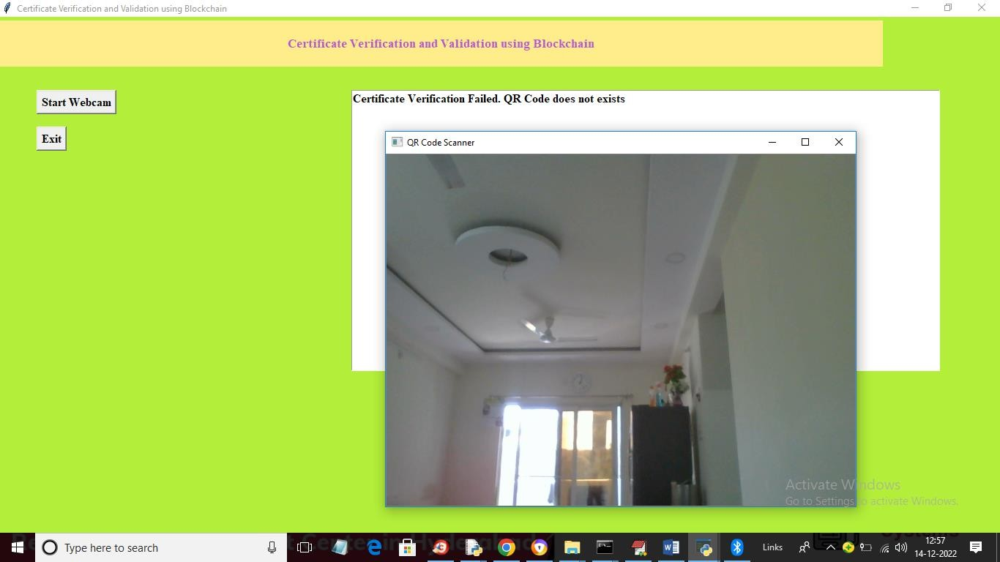 Certificate Verification and Validation using Blockchain
Certificate Verification and Validation using Blockchain
Start Webcam
Exit
Certificate Verification Failed. QR Code does not exists
QR Code Scanner
Activate Windows
Go to Settings to activate Windows.
Type here to search
Links
12:57
14-12-2022